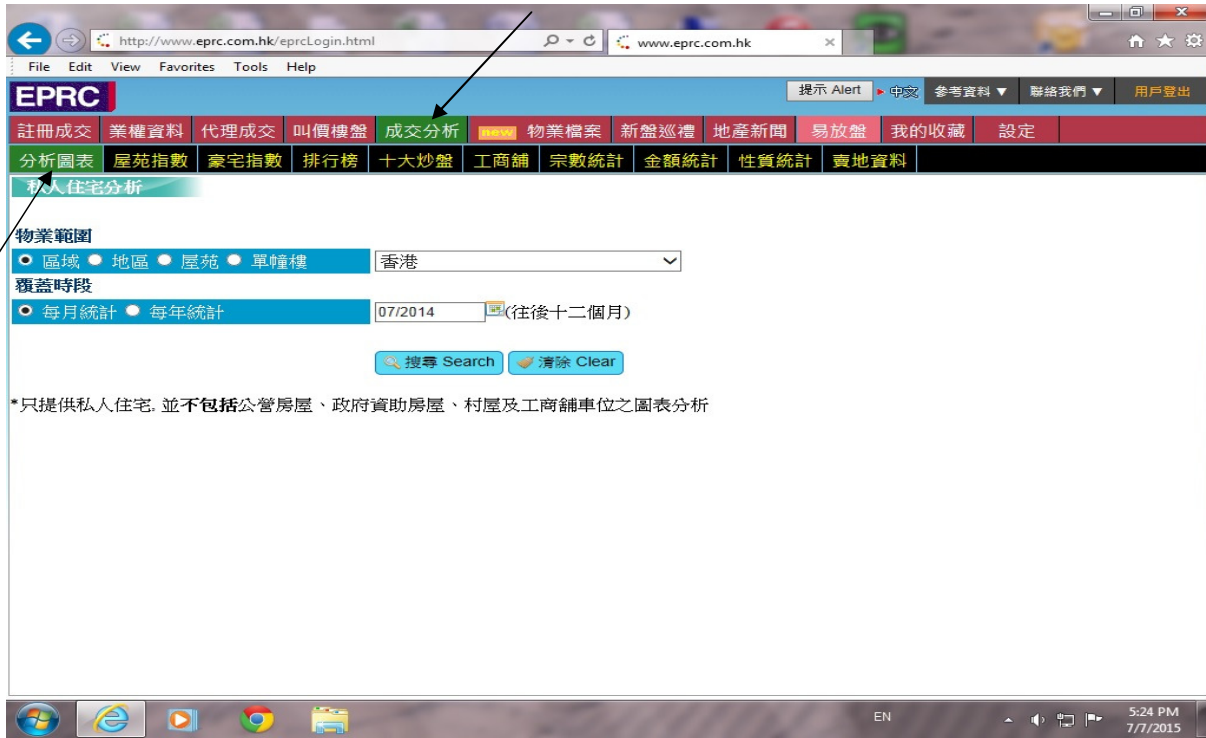 http://www.eprc.com.hk/eprcLogin.html
www.eprc.com.hk
File Edit View Favorites Tools Help
EPRC
提示 Alert 中文 參考資料 ▼ 聯絡我們 ▼ 用戶登出
註冊成交 業權資料 代理成交 叫價樓盤 成交分析 new 物業檔案 新盤巡禮 地產新聞 易放盤 我的收藏 設定
分析圖表 屋苑指數 豪宅指數 排行榜 十大炒盤 工商舖 宗數統計 金額統計 性質統計 賣地資料
私人住宅分析
物業範圍
區域 地區 屋苑 單幢樓 香港
覆蓋時段
每月統計 每年統計 07/2014 (往後十二個月)
搜尋 Search 清除 Clear
*只提供私人住宅, 並不包括公營房屋、政府資助房屋、村屋及工商舖車位之圖表分析
EN
5:24 PM
7/7/2015